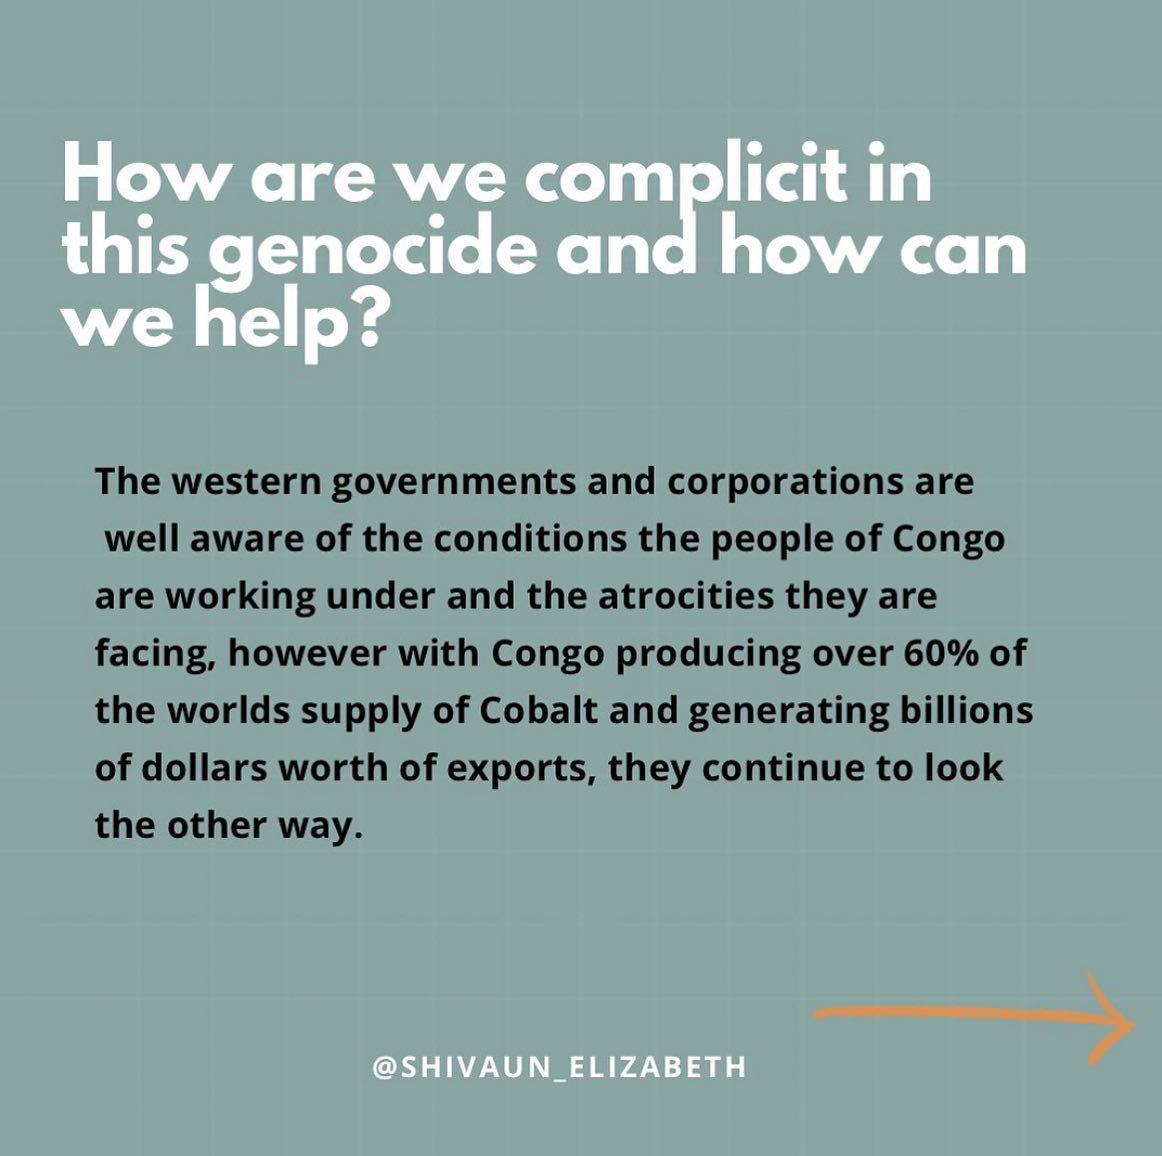 How are we complicit in
this genocide and how can
we help?
The western governments and corporations are
well aware of the conditions the people of Congo
are working under and the atrocities they are
facing, however with Congo producing over 60% of
the worlds supply of Cobalt and generating billions
of dollars worth of exports, they continue to look
the other way.
@SHIVAUN_ELIZABETH